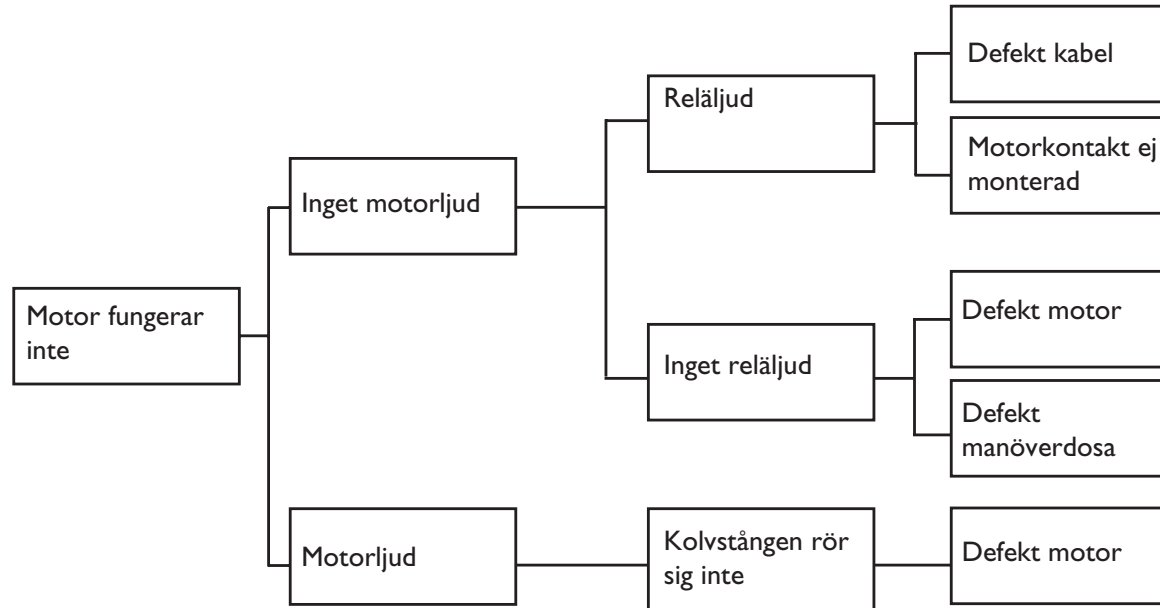 Defekt kabel
Reläljud
Motorkontakt ej
monterad
Inget motorljud
Motor fungerar
inte
Defekt motor
Inget reläljud
Defekt
manöverdosa
Motorljud
Kolvstången rör
sig inte
Defekt motor